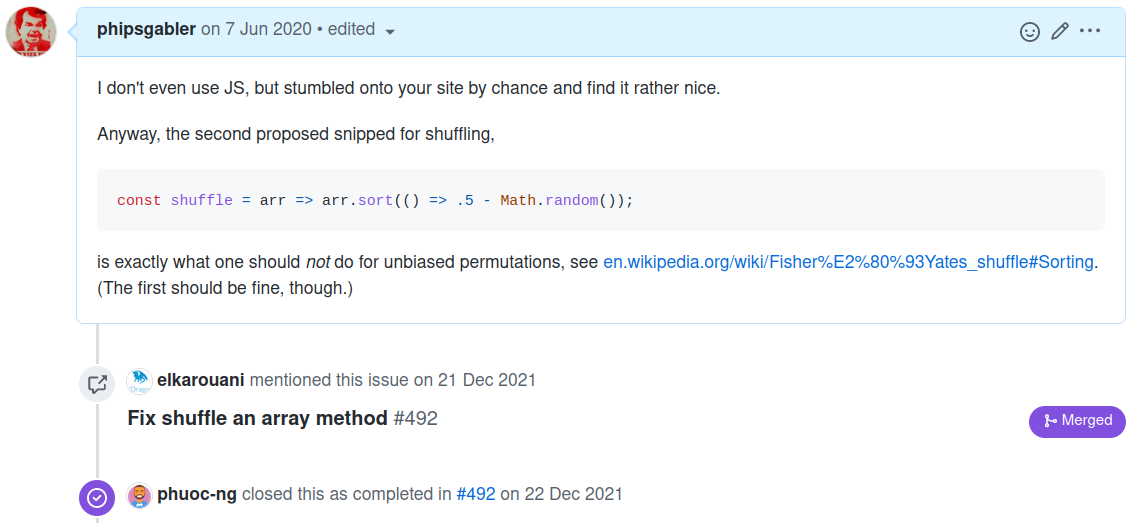 phipsgabler on 7 Jun 2020 • edited
I don't even use JS, but stumbled onto your site by chance and find it rather nice.
Anyway, the second proposed snipped for shuffling,
const shuffle = arr => arr.sort(() => .5 - Math.random());
is exactly what one should not do for unbiased permutations, see en.wikipedia.org/wiki/Fisher%E2%80%93Yates_shuffle#Sorting.
(The first should be fine, though.)
elkarouani mentioned this issue on 21 Dec 2021
Fix shuffle an array method #492
Merged
phuoc-ng closed this as completed in #492 on 22 Dec 2021